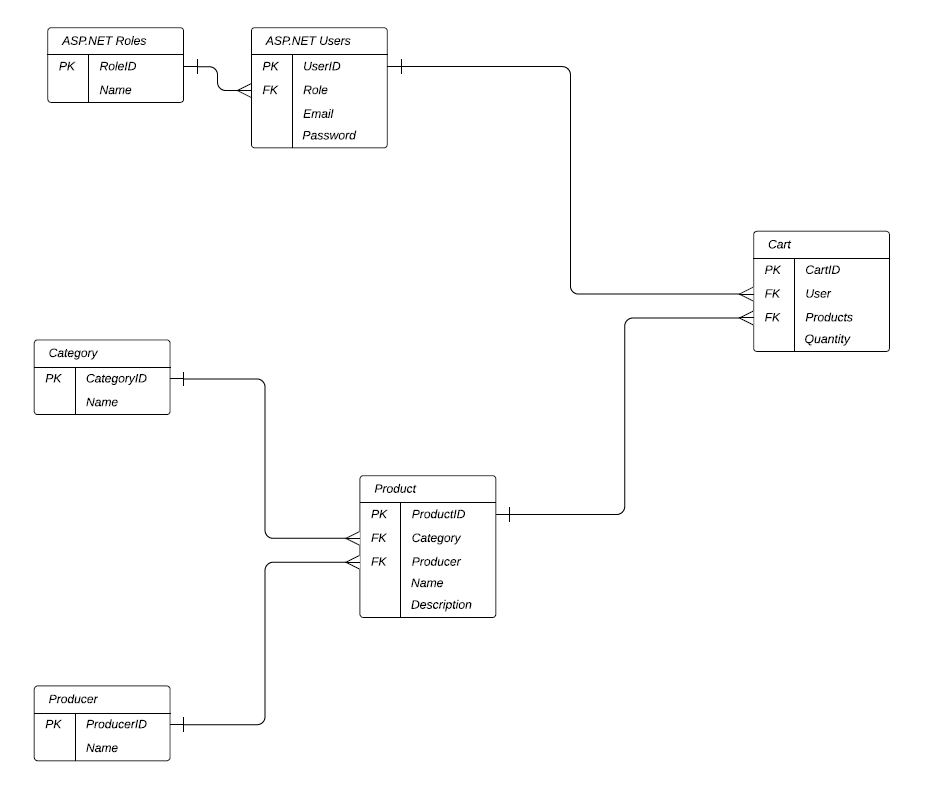 ASP.NET Roles
PK RoleID
Name
ASP.NET Users
PK UserID
FK Role
Email
Password
Cart
PK CartID
FK User
FK Products
Quantity
Category
PK CategoryID
Name
Product
PK ProductID
FK Category
FK Producer
Name
Description
Producer
PK ProducerID
Name